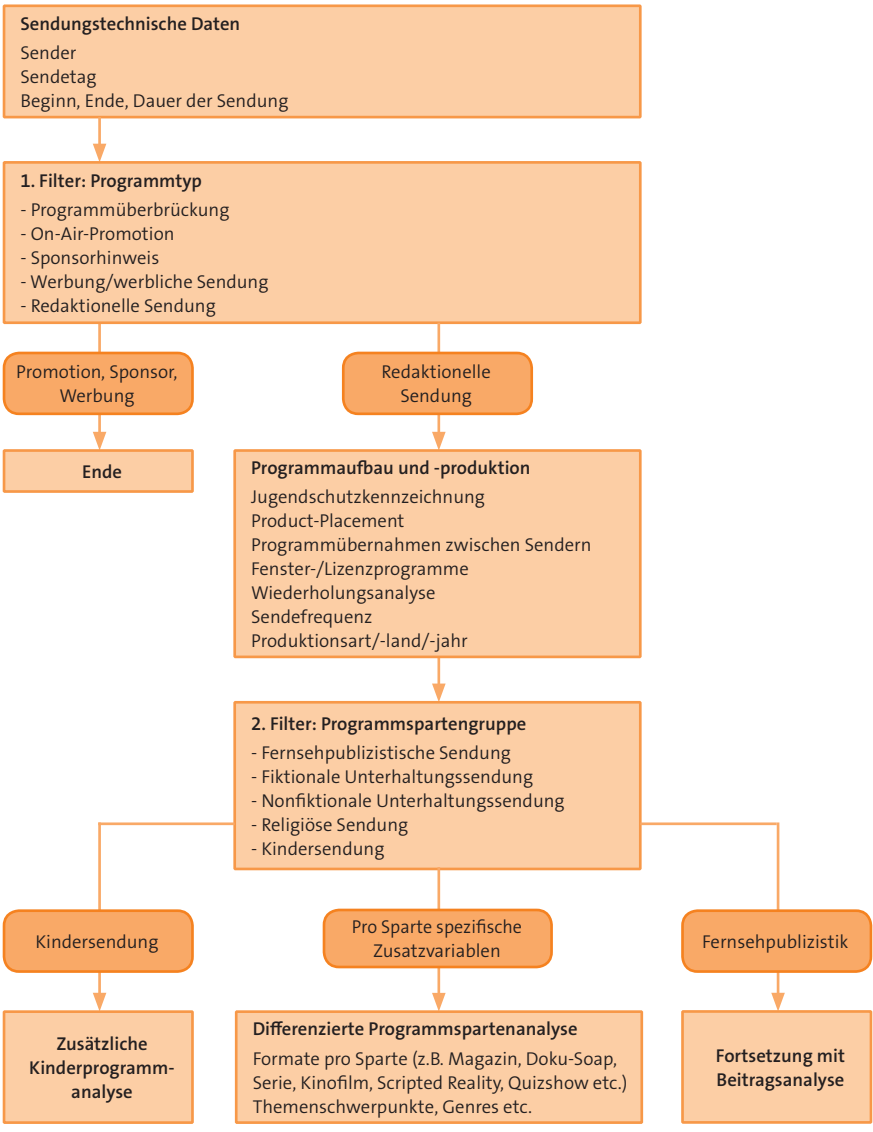 Sendungstechnische Daten
Sender
Sendetag
Beginn, Ende, Dauer der Sendung
1. Filter: Programmtyp
- Programmüberbrückung
- On-Air-Promotion
- Sponsorhinweis
- Werbung/werbliche Sendung
- Redaktionelle Sendung
Promotion, Sponsor,
Werbung
Redaktionelle
Sendung
Ende
Programmaufbau und -produktion
Jugendschutzkennzeichnung
Product-Placement
Programmübernahmen zwischen Sendern
Fenster-/Lizenzprogramme
Wiederholungsanalyse
Sendefrequenz
Produktionsart/-land/-jahr
2. Filter: Programmspartengruppe
- Fernsehpublizistische Sendung
- Fiktionale Unterhaltungssendung
- Nonfiktionale Unterhaltungssendung
- Religiöse Sendung
- Kindersendung
Kindersendung
Pro Sparte spezifische
Zusatzvariablen
Fernsehpublizistik
Zusätzliche
Kinderprogramm-
analyse
Differenzierte Programmspartenanalyse
Formate pro Sparte (z.B. Magazin, Doku-Soap,
Serie, Kinofilm, Scripted Reality, Quizshow etc.)
Themenschwerpunkte, Genres etc.
Fortsetzung mit
Beitragsanalyse